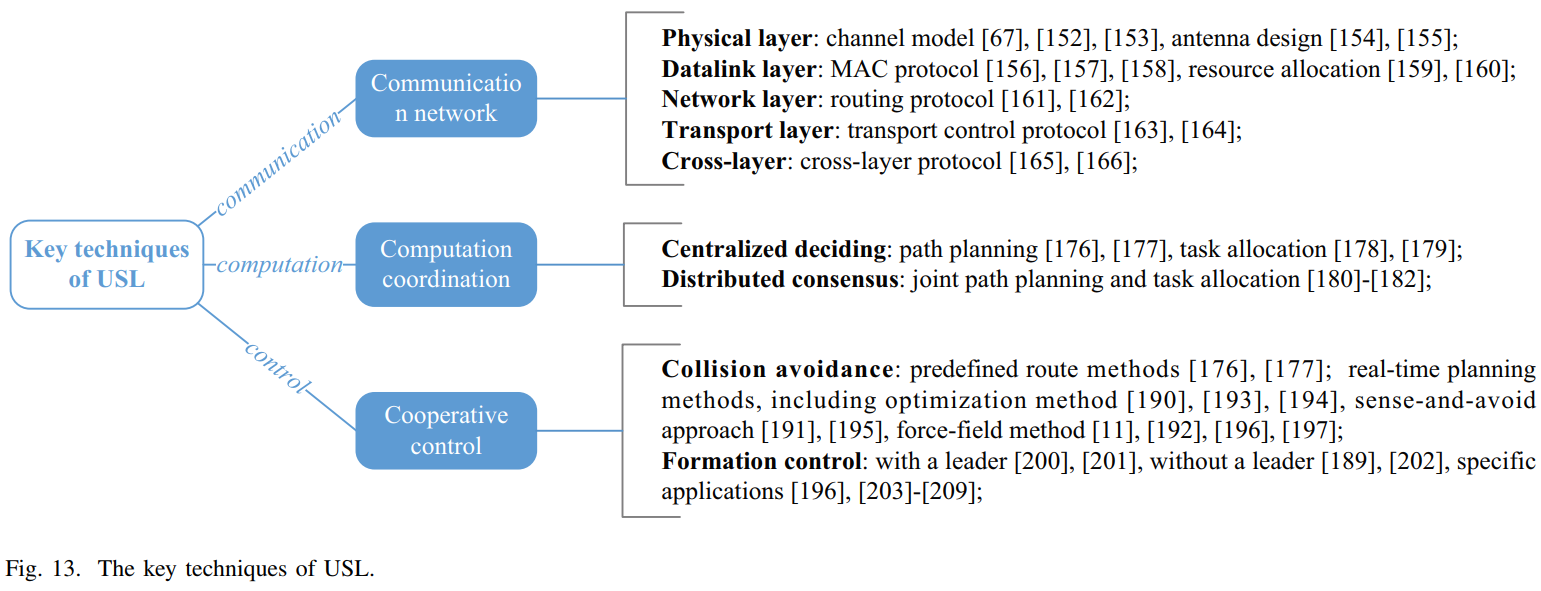 Key techniques
of USL
communication
computation
control
Communicatio
n network
Physical layer: channel model [67], [152], [153], antenna design [154], [155];
Datalink layer: MAC protocol [156], [157], [158], resource allocation [159], [160];
Network layer: routing protocol [161], [162];
Transport layer: transport control protocol [163], [164];
Cross-layer: cross-layer protocol [165], [166];
Computation
coordination
Centralized deciding: path planning [176], [177], task allocation [178], [179];
Distributed consensus: joint path planning and task allocation [180]-[182];
Cooperative
control
Collision avoidance: predefined route methods [176], [177]; real-time planning
methods, including optimization method [190], [193], [194], sense-and-avoid
approach [191], [195], force-field method [11], [192], [196], [197];
Formation control: with a leader [200], [201], without a leader [189], [202], specific
applications [196], [203]-[209];
Fig. 13. The key techniques of USL.